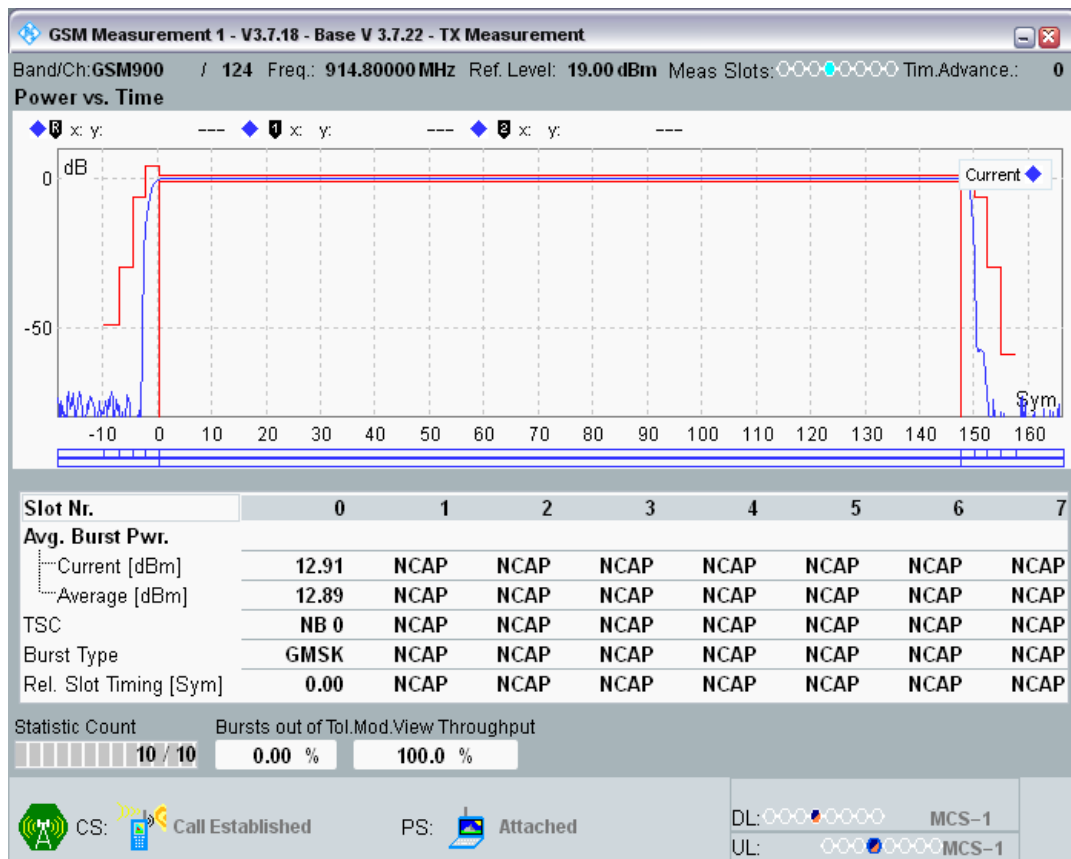 GSM Measurement 1 - V3.7.18 - Base V 3.7.22 - TX Measurement
Band/Ch:GSM900 / 124 Freq.: 914.80000 MHz Ref. Level: 19.00 dBm Meas Slots: Tim.Advance.: 0
Power vs. Time
R x: y: --- 1 x: y: --- 2 x: y: ---
dB
Current
0
-50
Sym
-10 0 10 20 30 40 50 60 70 80 90 100 110 120 130 140 150 160
Slot Nr. 0 1 2 3 4 5 6 7
Avg. Burst Pwr.
Current [dBm] 12.91 NCAP NCAP NCAP NCAP NCAP NCAP NCAP
Average [dBm] 12.89 NCAP NCAP NCAP NCAP NCAP NCAP NCAP
TSC NB 0 NCAP NCAP NCAP NCAP NCAP NCAP NCAP
Burst Type GMSK NCAP NCAP NCAP NCAP NCAP NCAP NCAP
Rel. Slot Timing [Sym] 0.00 NCAP NCAP NCAP NCAP NCAP NCAP NCAP
Statistic Count Bursts out of Tol. Mod.View Throughput
10 / 10 0.00 % 100.0 %
CS: Call Established PS: Attached
DL: MCS-1
UL: MCS-1